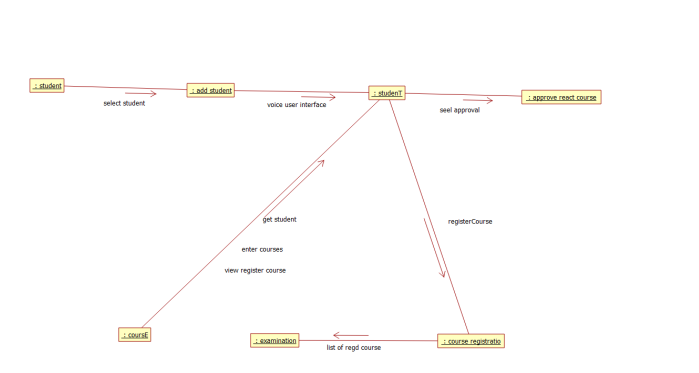 : student
: add student
: studenT
: approve react course
select student
voice user interface
seel approval
get student
registerCourse
enter courses
view register course
: coursE
: examination
: course registratio
list of regd course